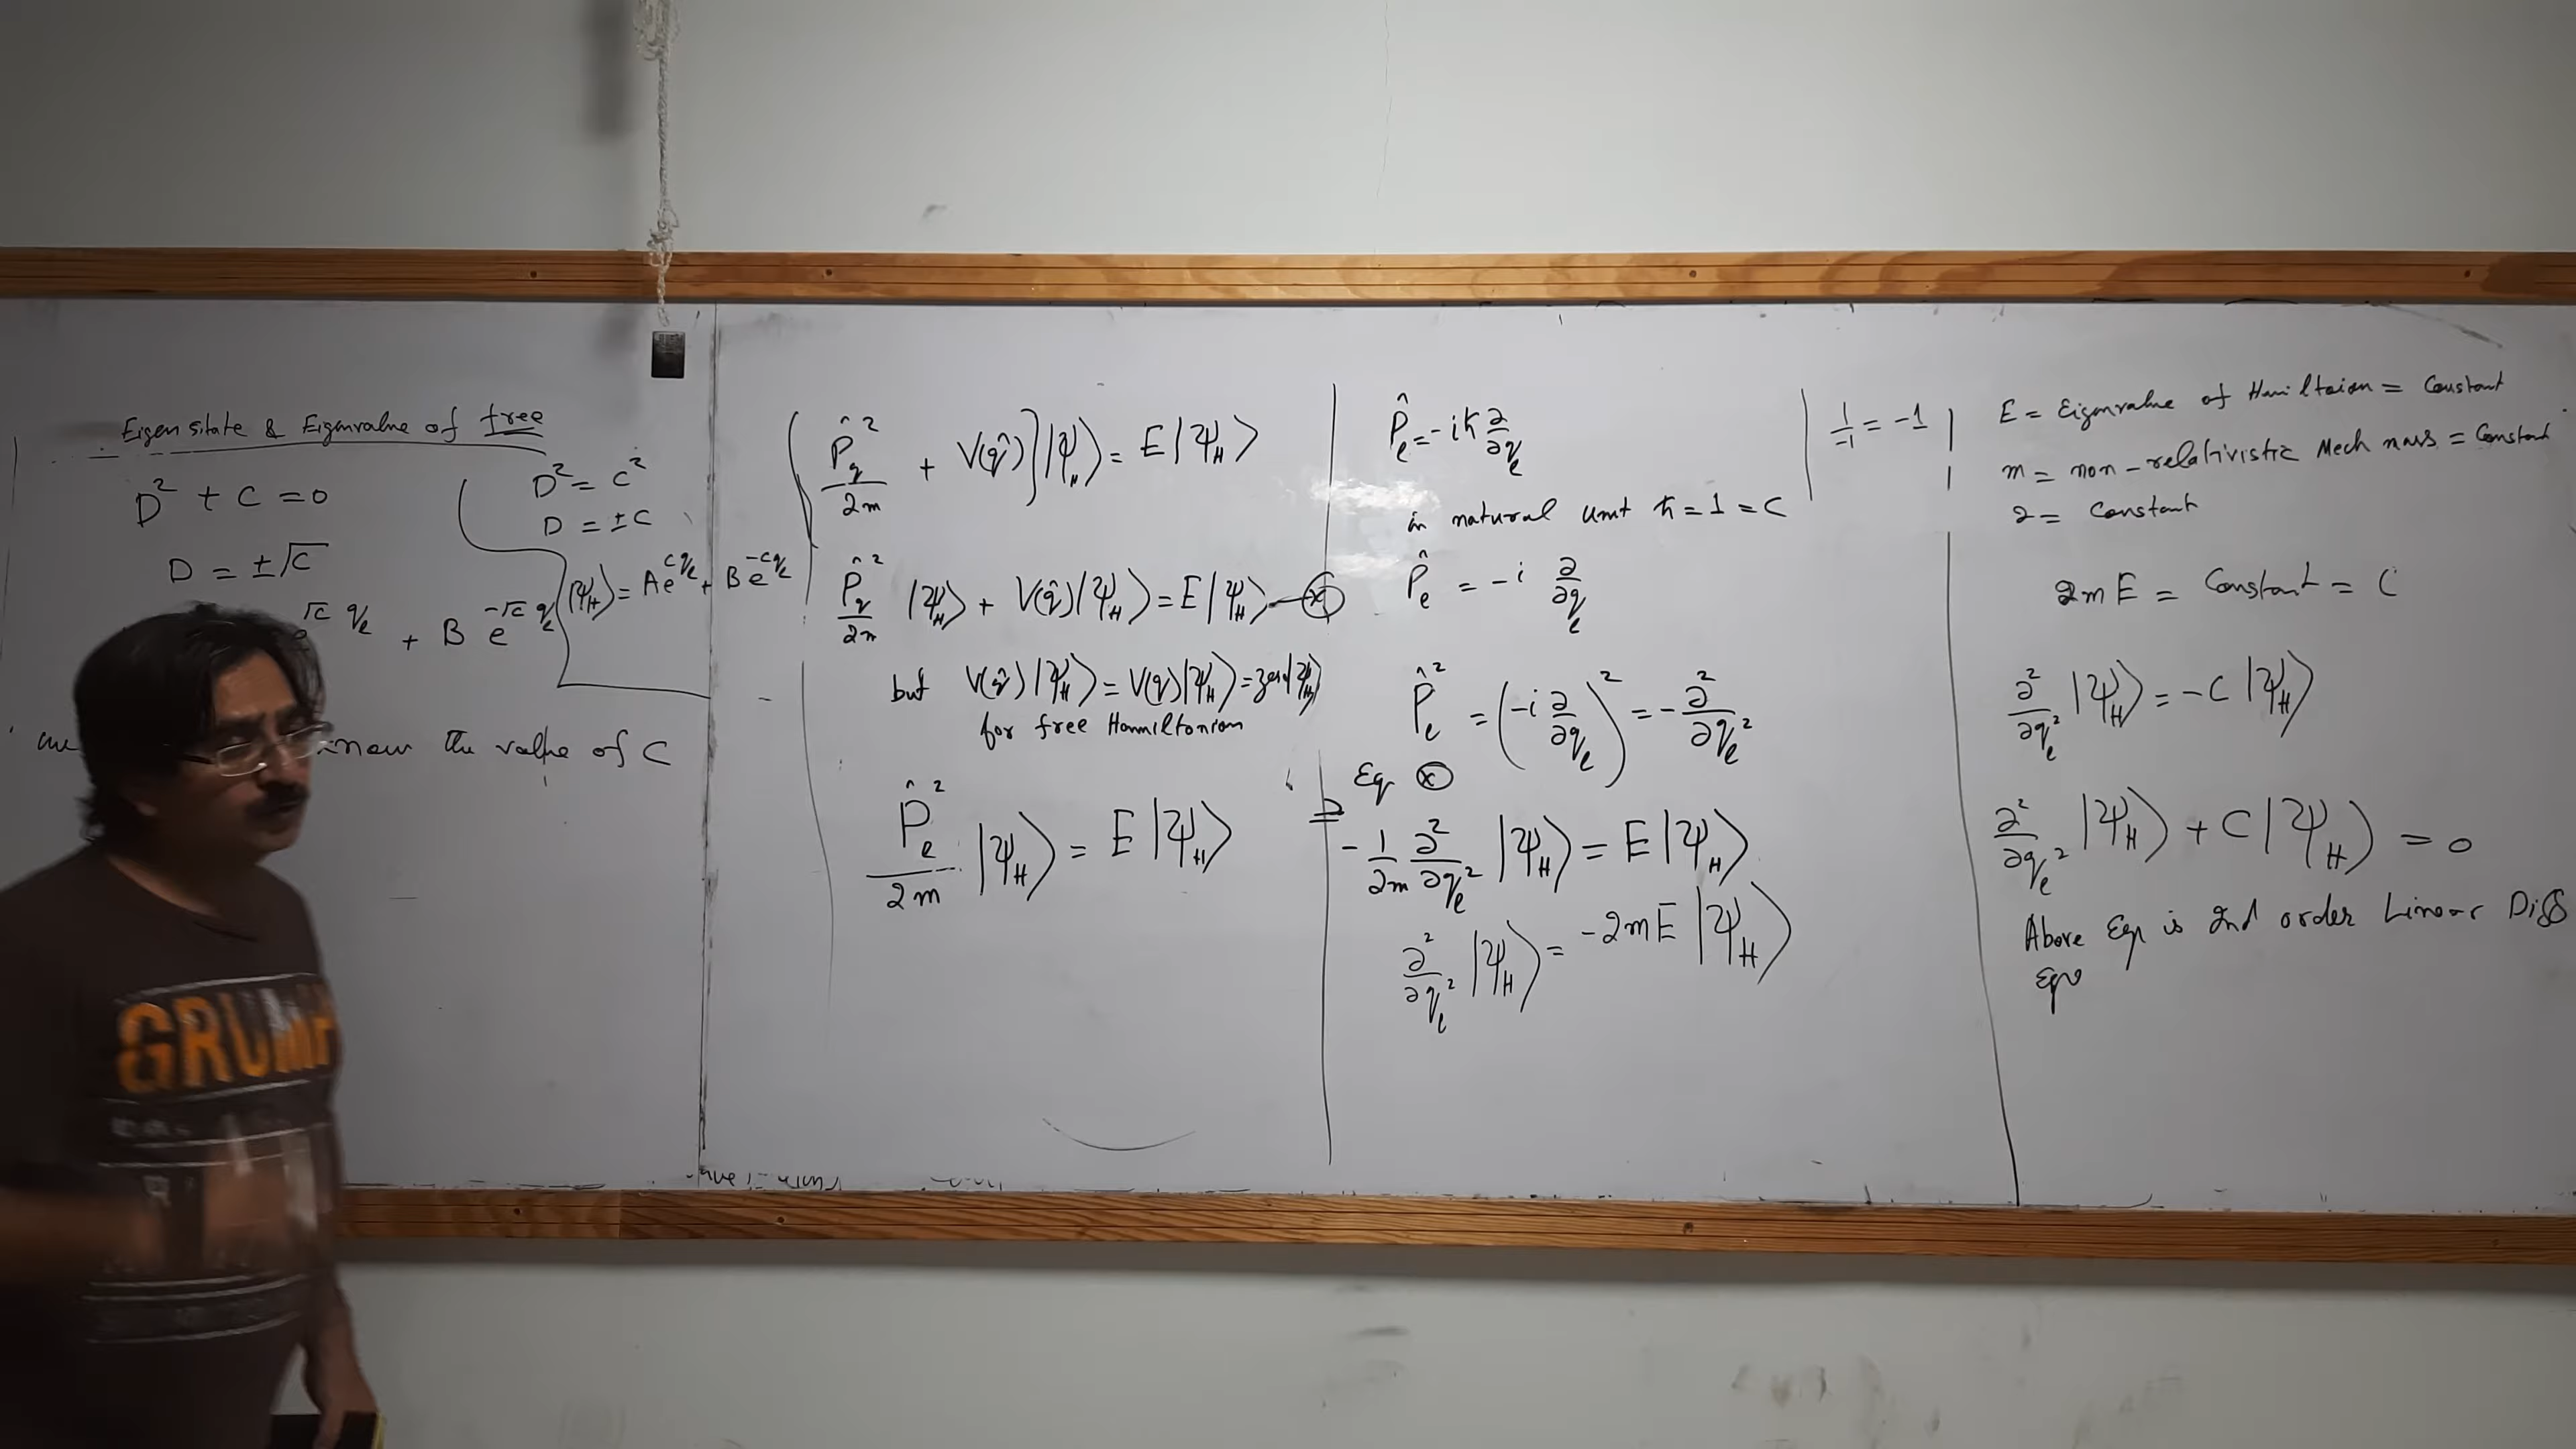 Eigen state & Eigenvalue of free
D² + C = 0
D = ±√C
e^{√C q_e} + B e^{-√C q_e}
know the value of C
D² = C²
D = ±C
|ψ_H⟩ = A e^{C q_e} + B e^{-C q_e}
(P̂_q²/2m + V(q̂)}|ψ_H⟩ = E|ψ_H⟩
P̂_q²/2m |ψ_H⟩ + V(q̂)|ψ_H⟩ = E|ψ_H⟩ — ⊛
but V(q̂)|ψ_H⟩ = V(q)|ψ_H⟩ = zero|ψ_H⟩
for free Hamiltonian
P̂_e²/2m |ψ_H⟩ = E|ψ_H⟩
P̂_e = -iħ ∂/∂q_e
in natural unit ħ = 1 = C
P̂_e = -i ∂/∂q_e
P̂_e² = (-i ∂/∂q_e)² = -∂²/∂q_e²
Eq ⊛
⇒ -1/2m ∂²/∂q_e² |ψ_H⟩ = E|ψ_H⟩
∂²/∂q_e² |ψ_H⟩ = -2mE|ψ_H⟩
1/-1 = -1
E = Eigenvalue of Hamiltoian = Constant
m = non-relativistic Mech mass = Constant
2 = Constant
2mE = Constant = C
∂²/∂q_e² |ψ_H⟩ = -C|ψ_H⟩
∂²/∂q_e² |ψ_H⟩ + C|ψ_H⟩ = 0
Above Eqn is 2nd order Linear Diff
Eqn